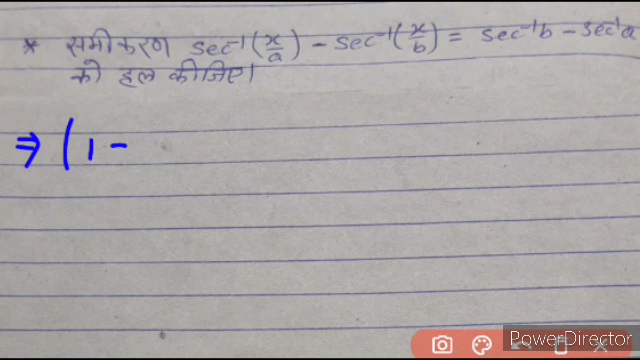 * समीकरण sec⁻¹(x/a) − sec⁻¹(x/b) = sec⁻¹b − sec⁻¹a
को हल कीजिए।
⇒ (1 −
PowerDirector